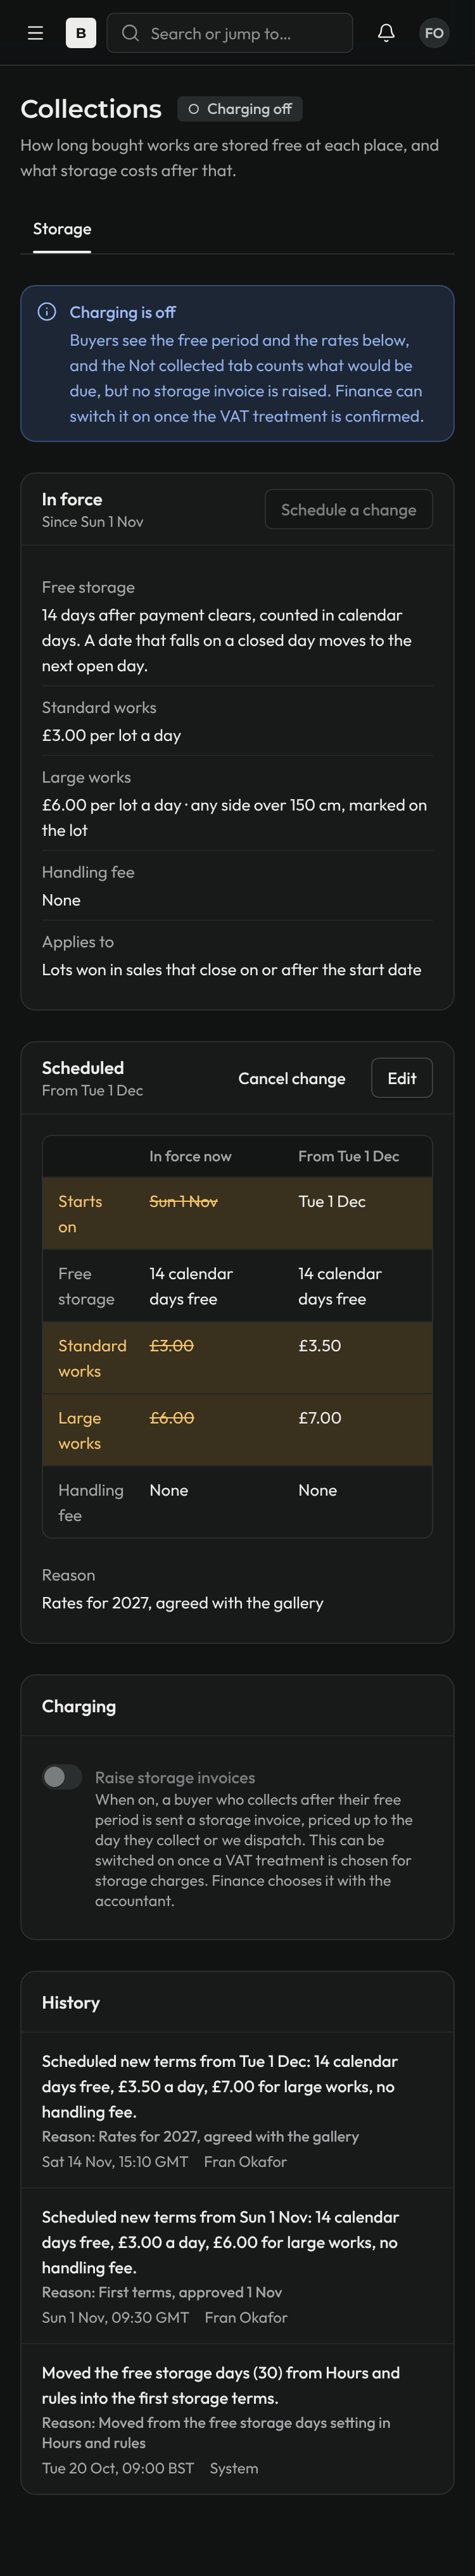 B
Search or jump to...
FO
Collections
Charging off
How long bought works are stored free at each place, and
what storage costs after that.
Storage
Charging is off
Buyers see the free period and the rates below,
and the Not collected tab counts what would be
due, but no storage invoice is raised. Finance can
switch it on once the VAT treatment is confirmed.
In force
Since Sun 1 Nov
Schedule a change
Free storage
14 days after payment clears, counted in calendar
days. A date that falls on a closed day moves to the
next open day.
Standard works
£3.00 per lot a day
Large works
£6.00 per lot a day · any side over 150 cm, marked on
the lot
Handling fee
None
Applies to
Lots won in sales that close on or after the start date
Scheduled
From Tue 1 Dec
Cancel change
Edit
In force now From Tue 1 Dec
Starts Sun 1 Nov Tue 1 Dec
on
Free 14 calendar 14 calendar
storage days free days free
Standard £3.00 £3.50
works
Large £6.00 £7.00
works
Handling None None
fee
Reason
Rates for 2027, agreed with the gallery
Charging
Raise storage invoices
When on, a buyer who collects after their free
period is sent a storage invoice, priced up to the
day they collect or we dispatch. This can be
switched on once a VAT treatment is chosen for
storage charges. Finance chooses it with the
accountant.
History
Scheduled new terms from Tue 1 Dec: 14 calendar
days free, £3.50 a day, £7.00 for large works, no
handling fee.
Reason: Rates for 2027, agreed with the gallery
Sat 14 Nov, 15:10 GMT Fran Okafor
Scheduled new terms from Sun 1 Nov: 14 calendar
days free, £3.00 a day, £6.00 for large works, no
handling fee.
Reason: First terms, approved 1 Nov
Sun 1 Nov, 09:30 GMT Fran Okafor
Moved the free storage days (30) from Hours and
rules into the first storage terms.
Reason: Moved from the free storage days setting in
Hours and rules
Tue 20 Oct, 09:00 BST System